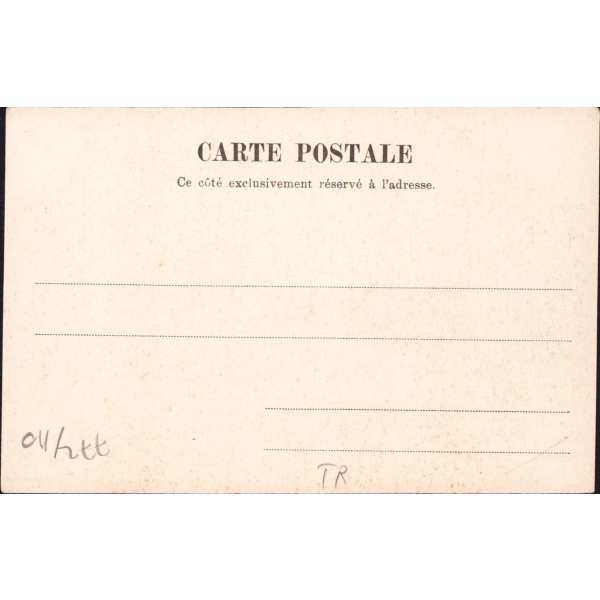 CARTE POSTALE
Ce côté exclusivement réservé à l'adresse.
TR